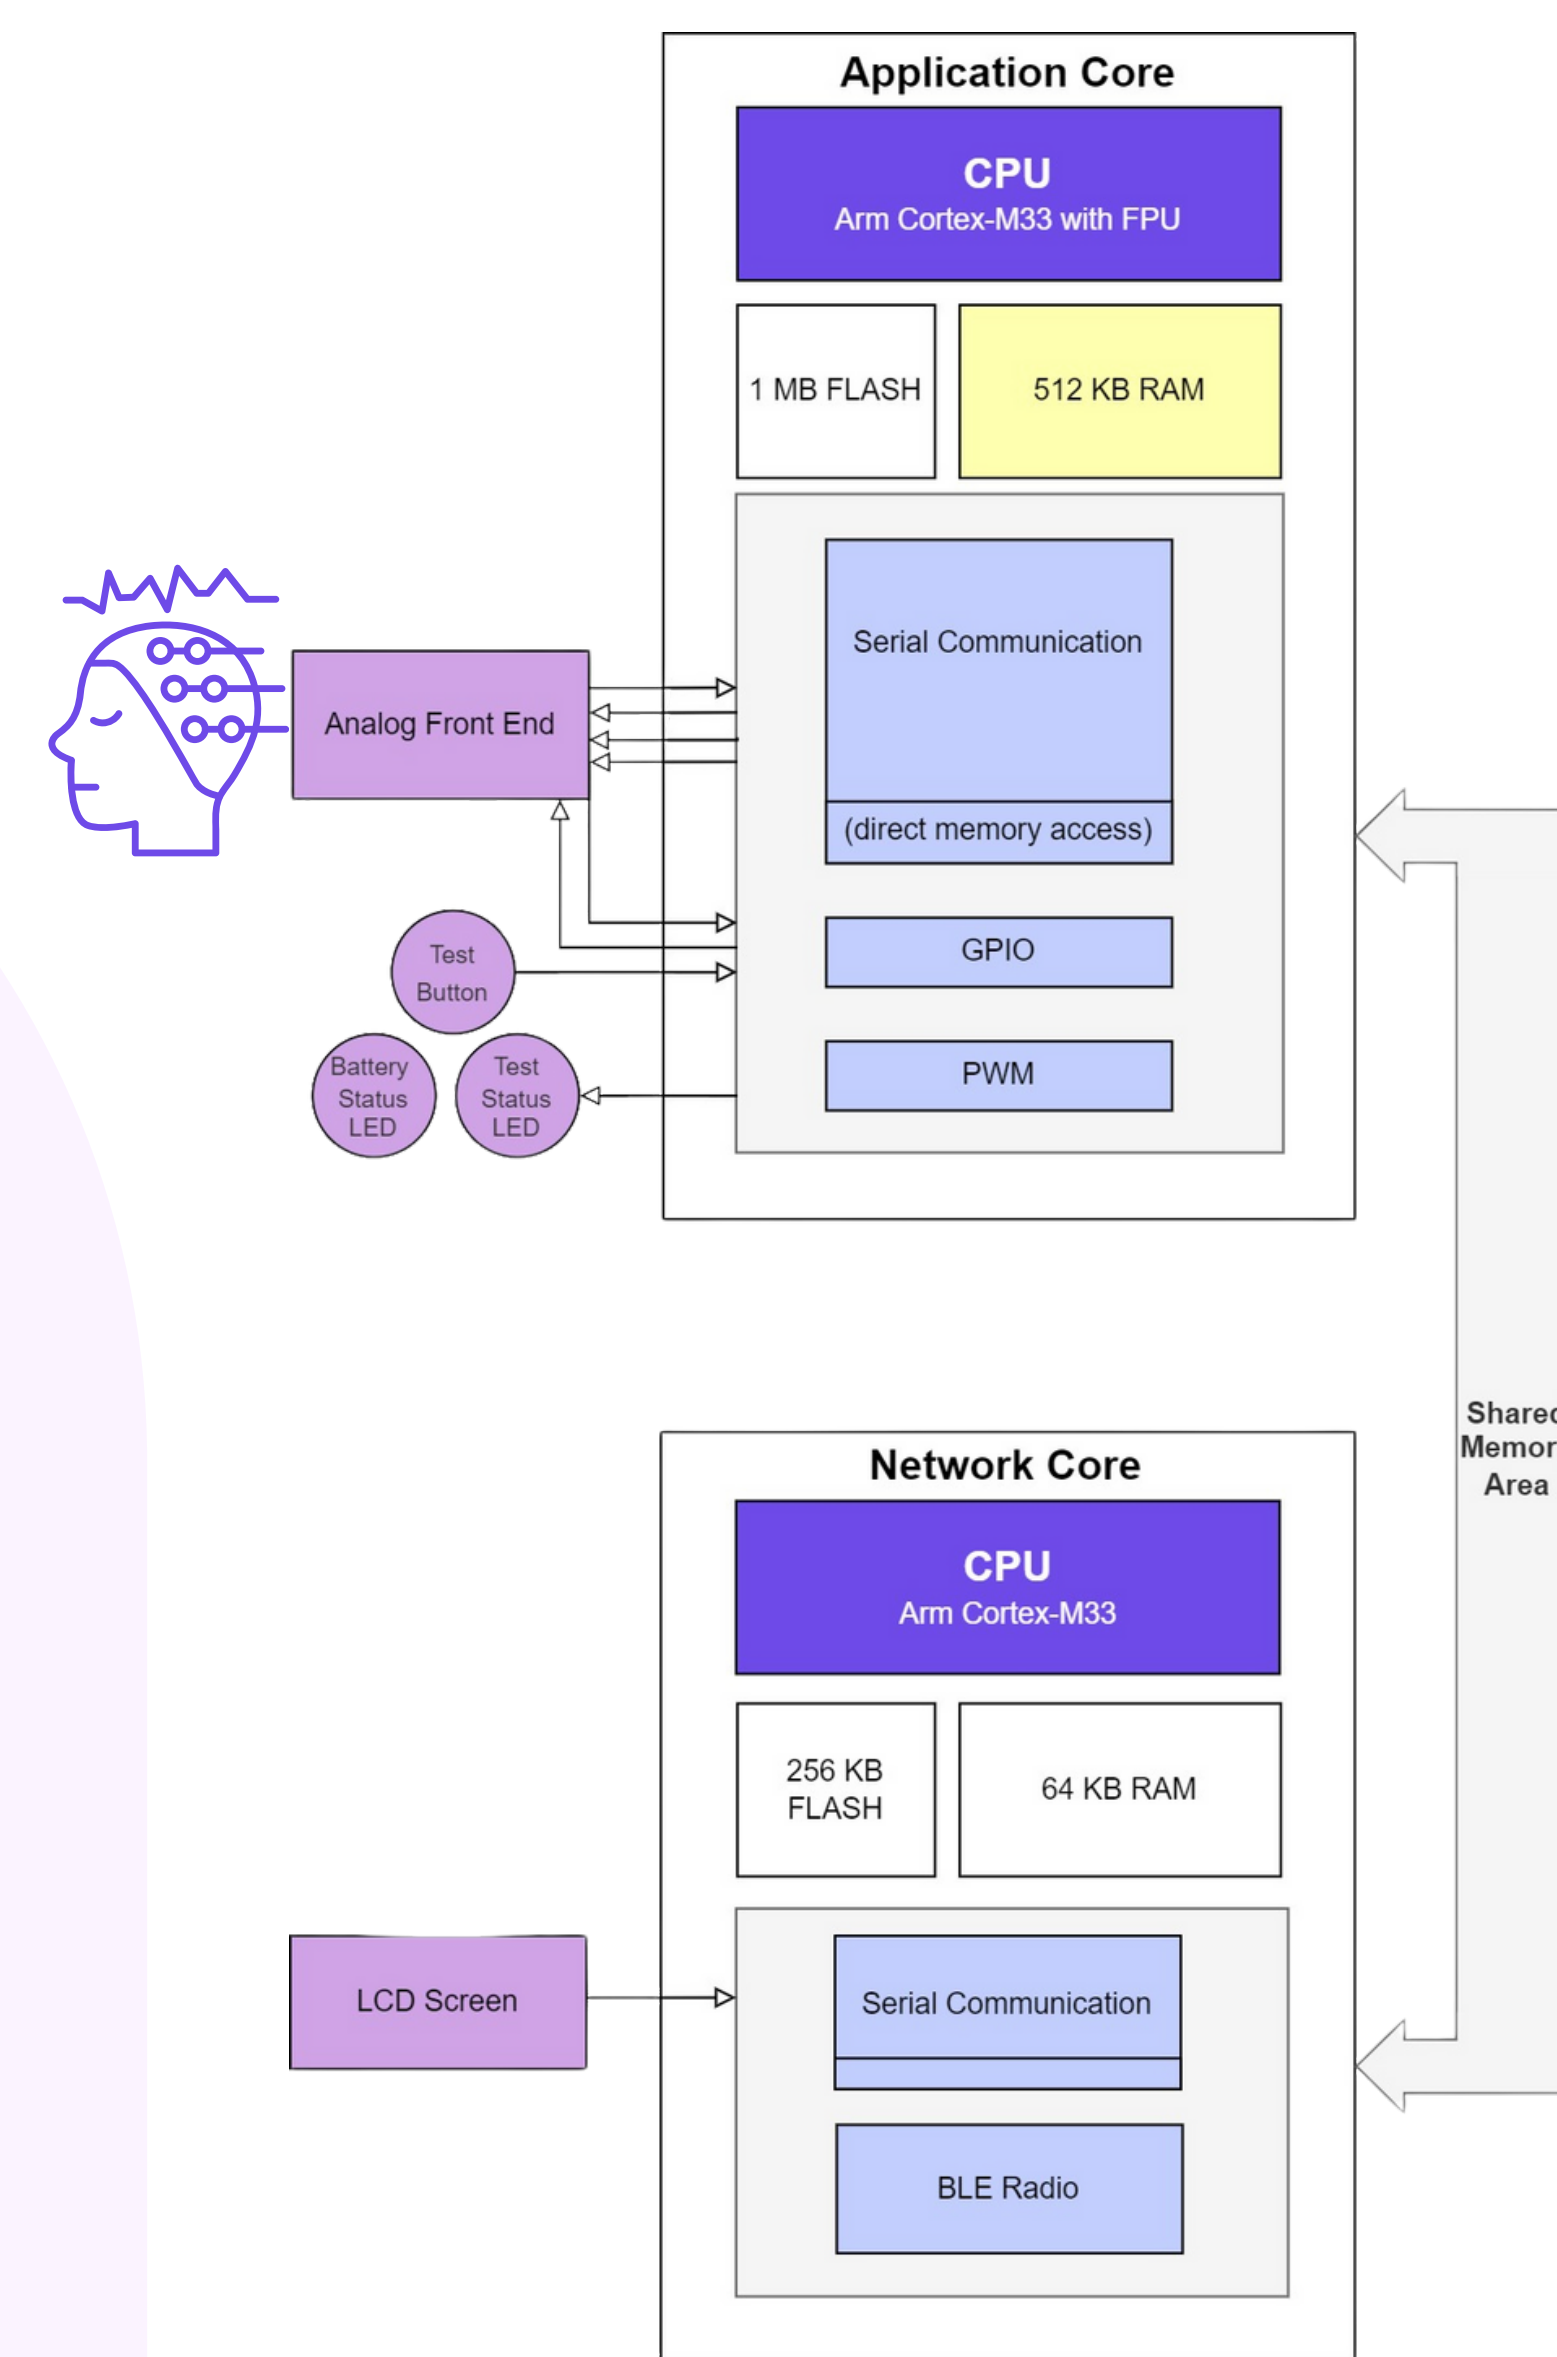 Application Core
CPU
Arm Cortex-M33 with FPU
1 MB FLASH
512 KB RAM
Serial Communication
(direct memory access)
Analog Front End
GPIO
Test
Button
PWM
Battery
Status
LED
Test
Status
LED
Shared
Memor
Area
Network Core
CPU
Arm Cortex-M33
256 KB
FLASH
64 KB RAM
LCD Screen
Serial Communication
BLE Radio